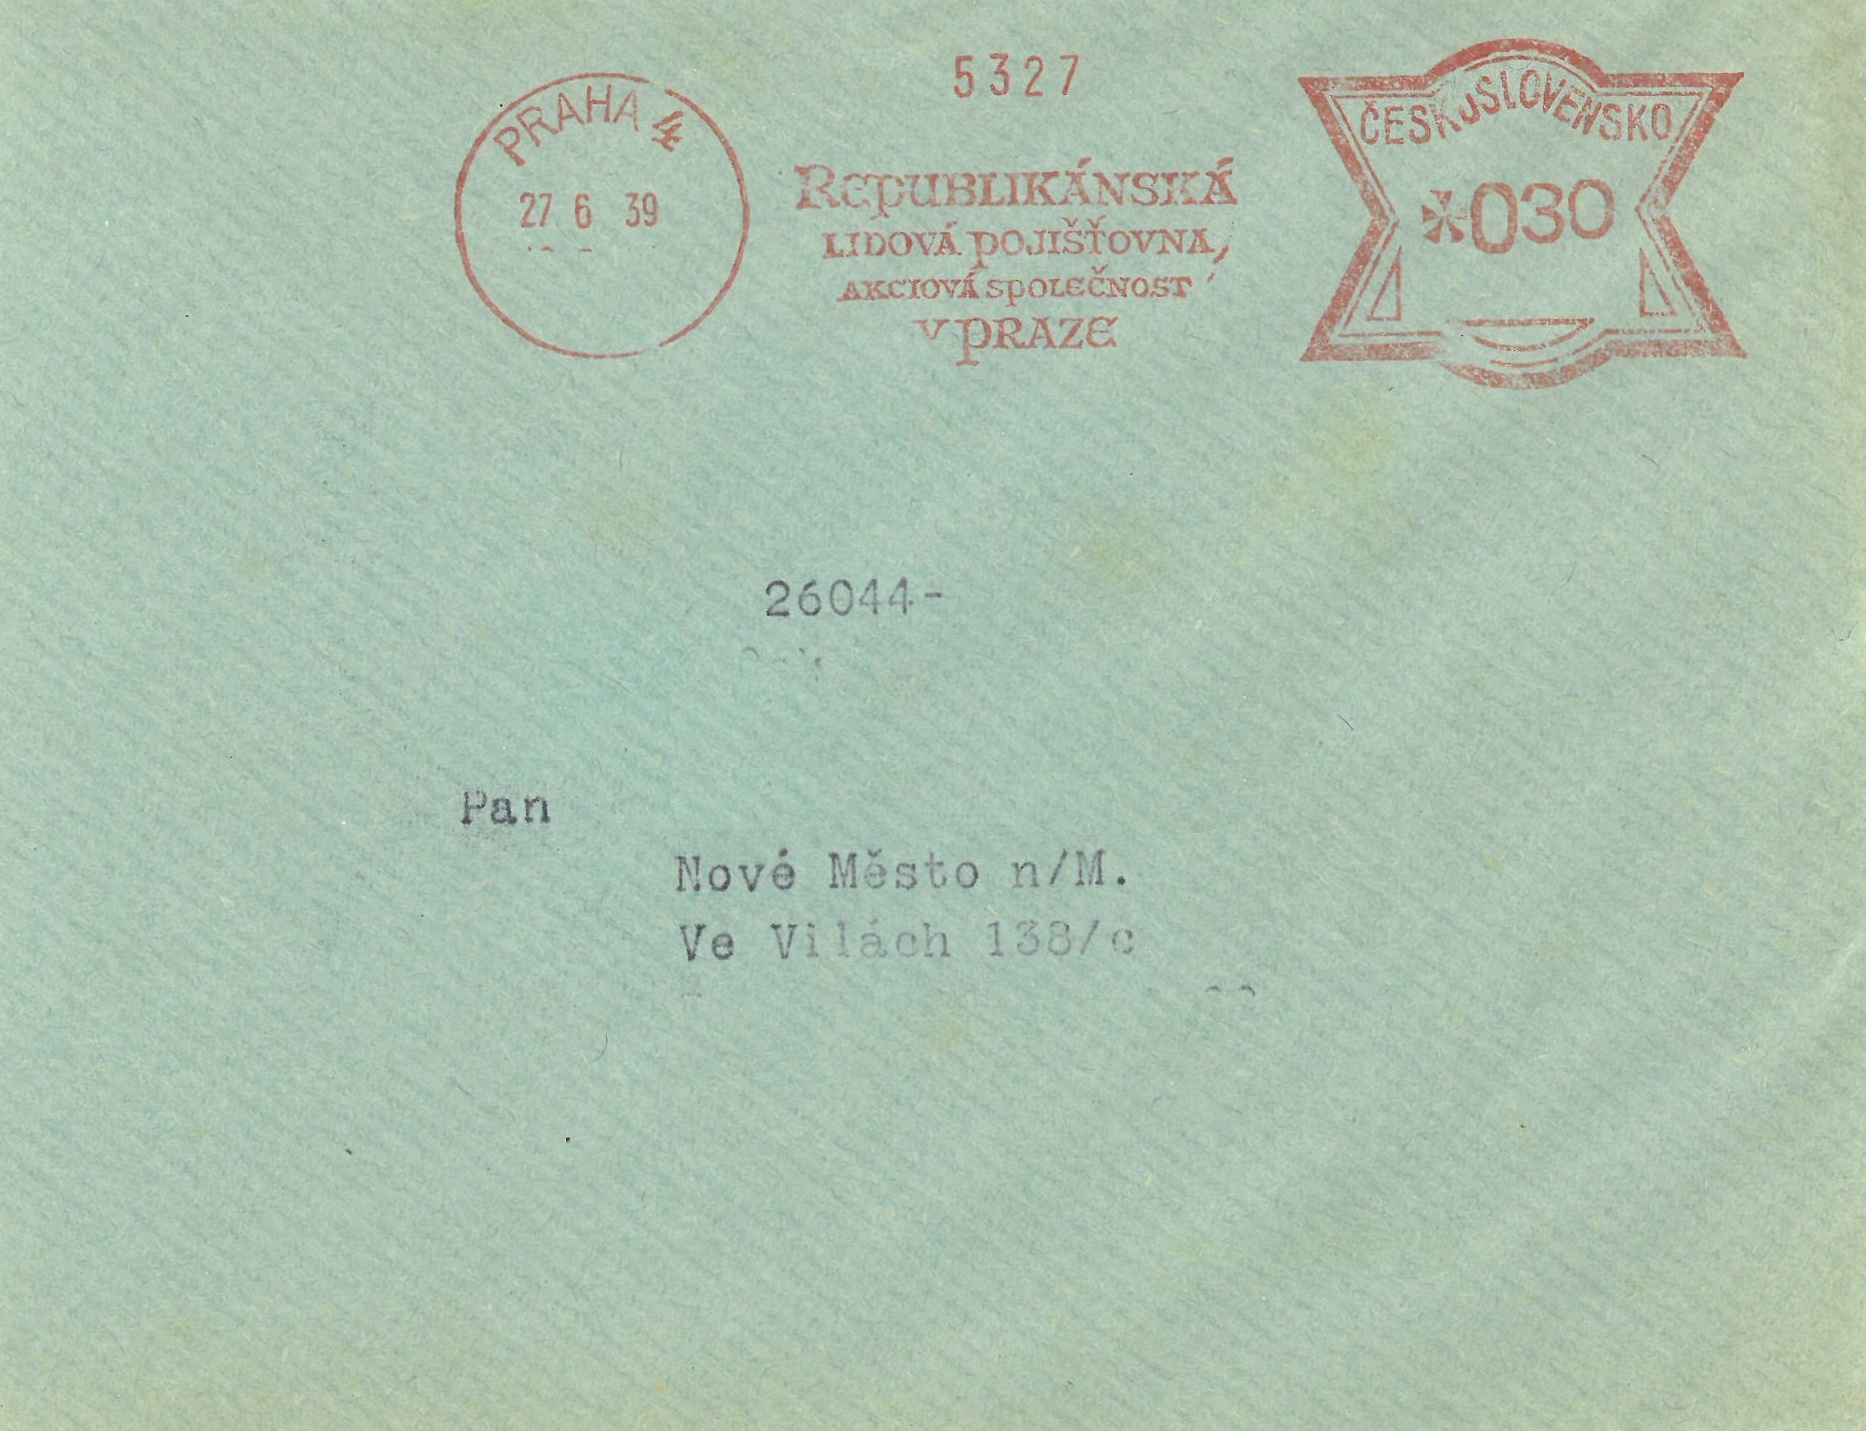 5327
PRAHA
27 6 39
REPUBLIKÁNSKÁ
LIDOVÁ POJIŠŤOVNA,
AKCIOVÁ SPOLEČNOST
V PRAZE
ČESKOSLOVENSKO
030
26044-
Pan
Nové Město n/M.
Ve Vilách 138/c